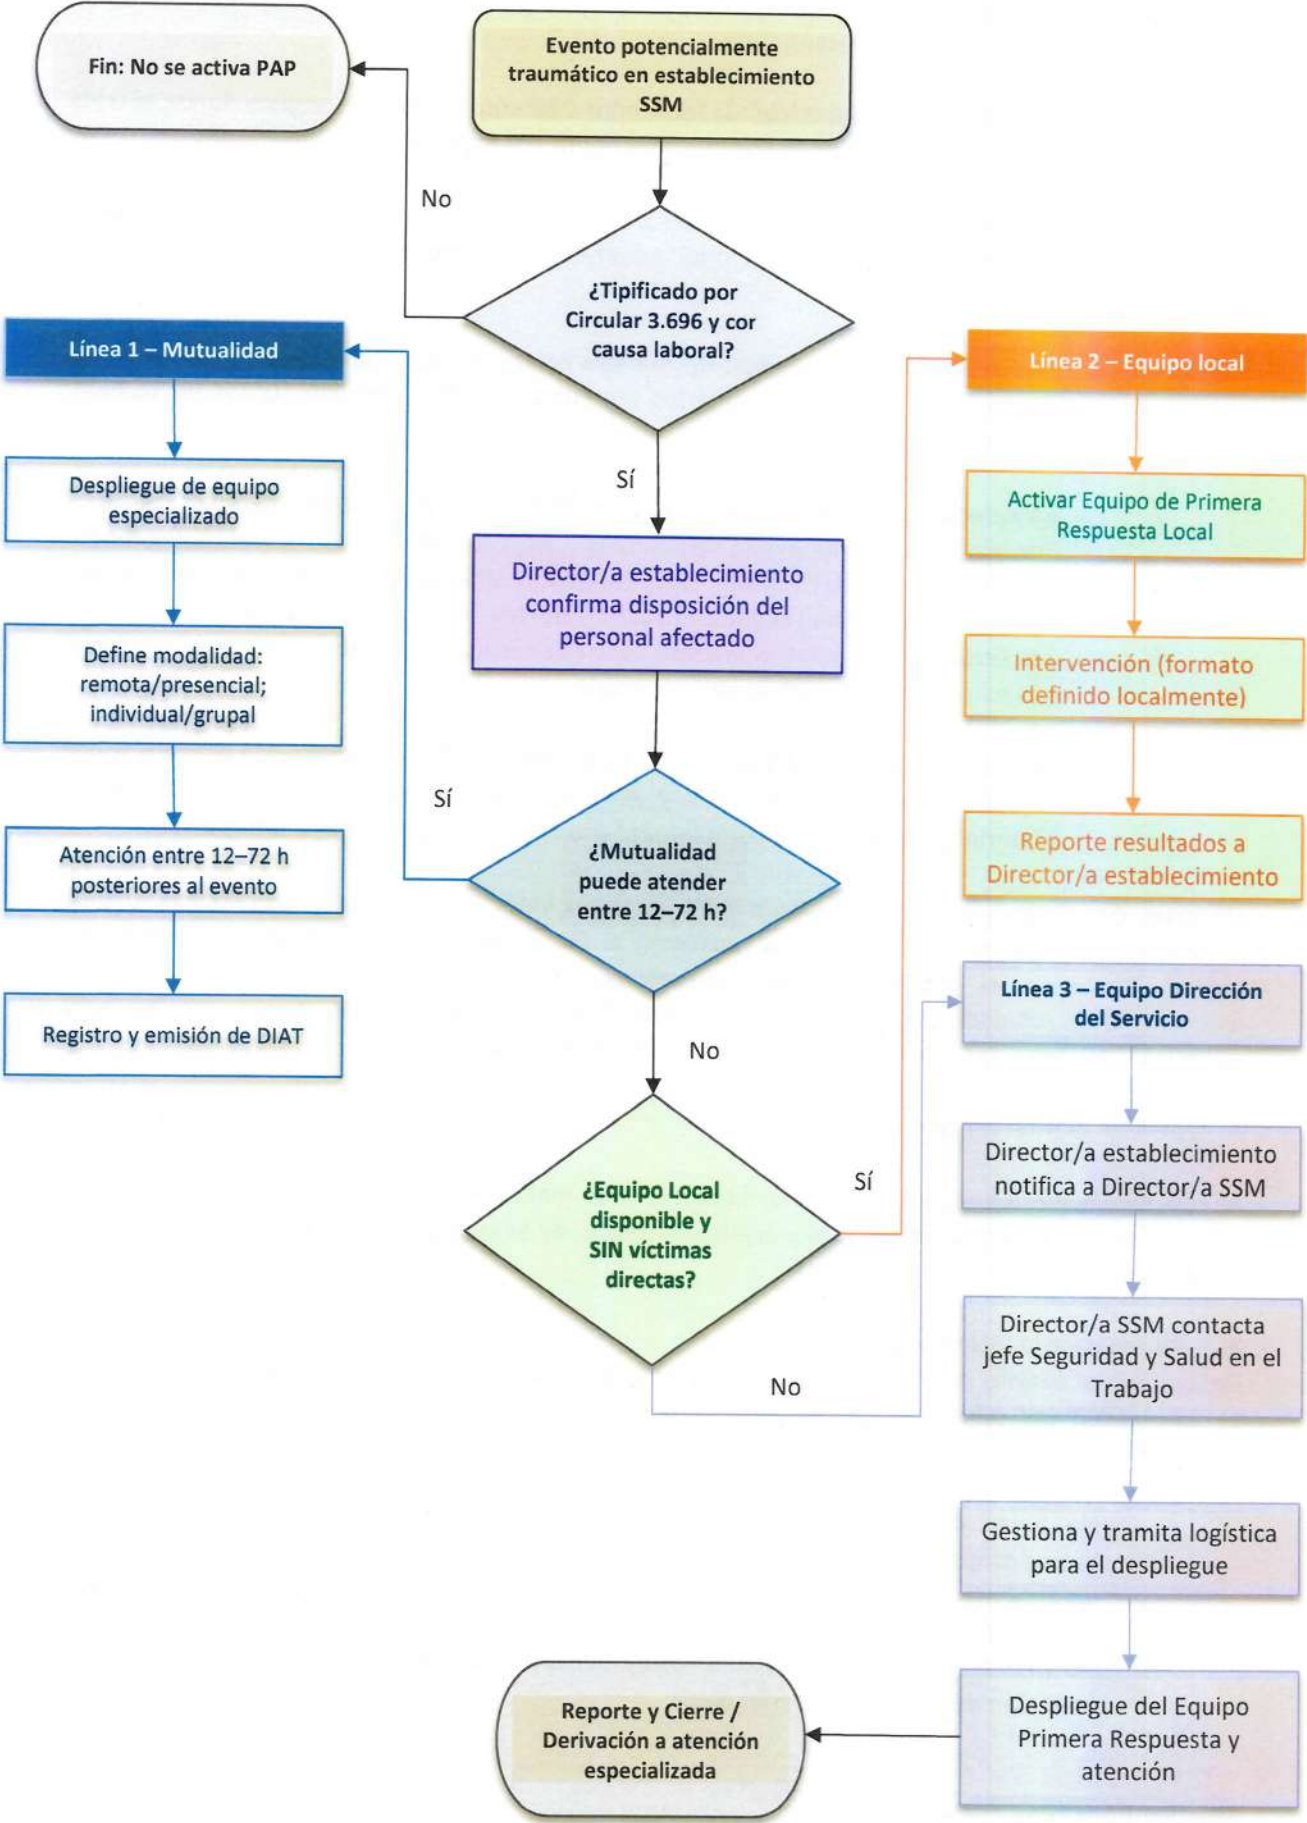 Fin: No se activa PAP
Evento potencialmente
traumático en establecimiento
SSM
No
¿Tipificado por
Circular 3.696 y cor
causa laboral?
Línea 1 – Mutualidad
Línea 2 – Equipo local
Sí
Despliegue de equipo
especializado
Activar Equipo de Primera
Respuesta Local
Director/a establecimiento
confirma disposición del
personal afectado
Define modalidad:
remota/presencial;
individual/grupal
Intervención (formato
definido localmente)
Sí
¿Mutualidad
puede atender
entre 12–72 h?
Atención entre 12–72 h
posteriores al evento
Reporte resultados a
Director/a establecimiento
Registro y emisión de DIAT
No
Línea 3 – Equipo Dirección
del Servicio
¿Equipo Local
disponible y
SIN víctimas
directas?
Sí
Director/a establecimiento
notifica a Director/a SSM
No
Director/a SSM contacta
jefe Seguridad y Salud en el
Trabajo
Gestiona y tramita logística
para el despliegue
Despliegue del Equipo
Primera Respuesta y
atención
Reporte y Cierre /
Derivación a atención
especializada